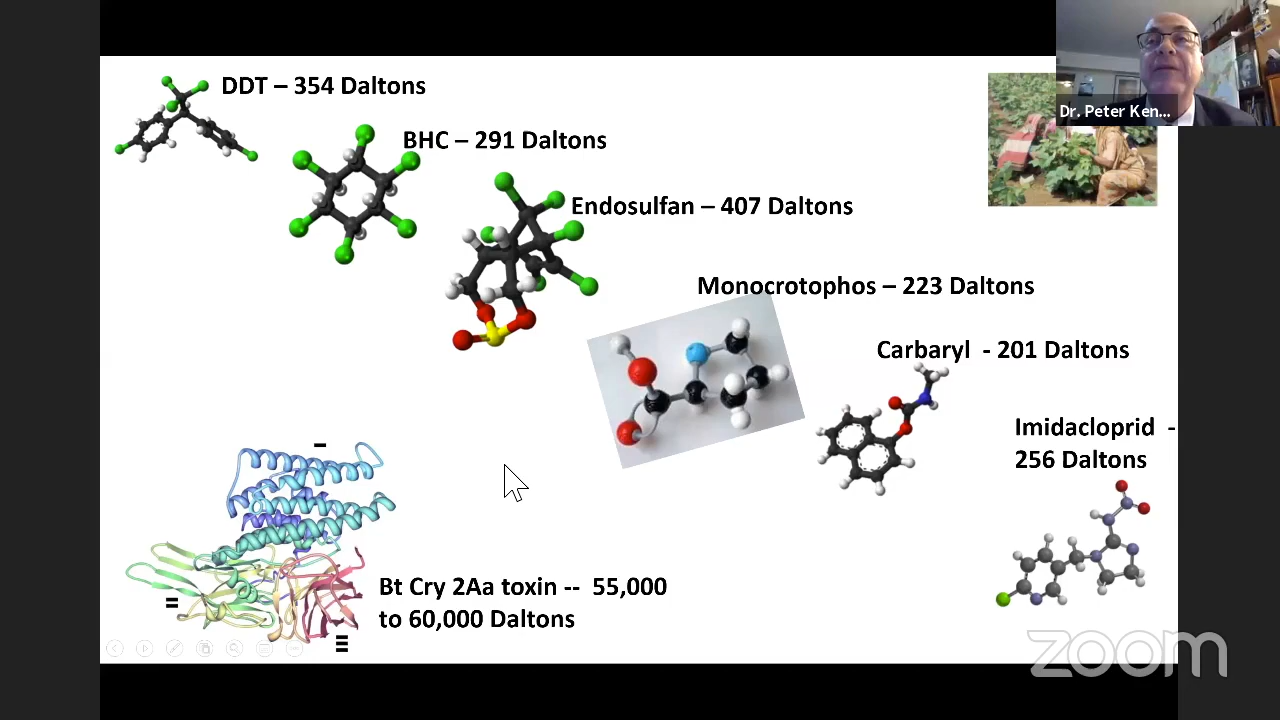 DDT – 354 Daltons
Dr. Peter Ken...
BHC – 291 Daltons
Endosulfan – 407 Daltons
Monocrotophos – 223 Daltons
Carbaryl - 201 Daltons
Imidacloprid -
256 Daltons
Bt Cry 2Aa toxin -- 55,000
to 60,000 Daltons
zoom